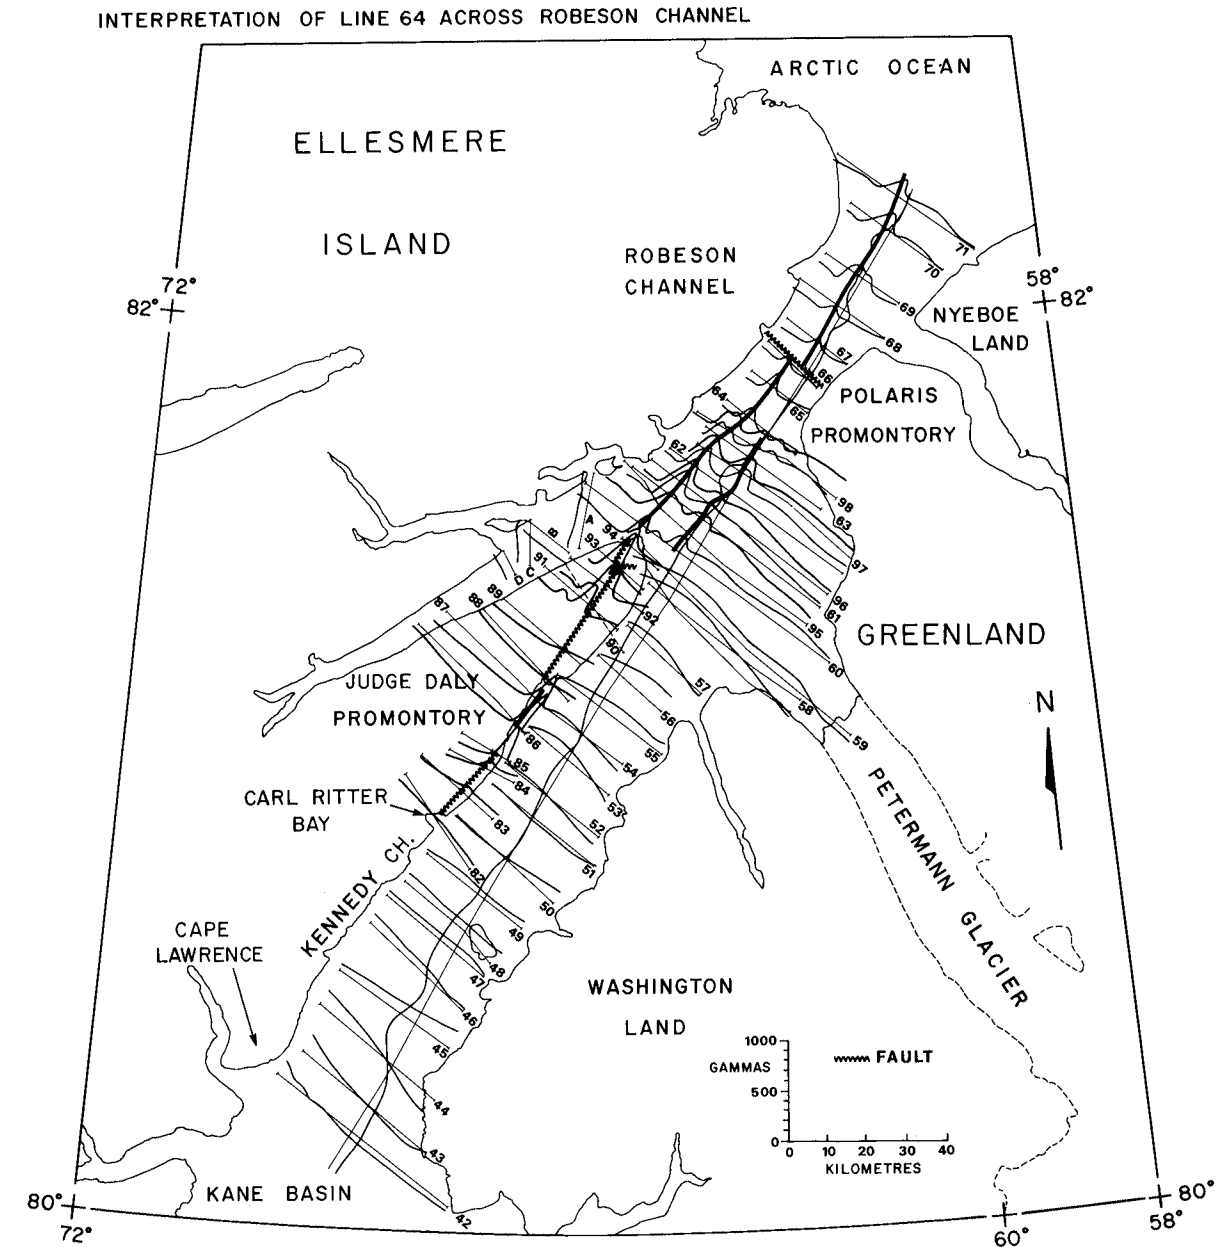 INTERPRETATION OF LINE 64 ACROSS ROBESON CHANNEL
ARCTIC OCEAN
ELLESMERE
ISLAND
ROBESON
CHANNEL
71
70
72°
82°
58°
82°
69
NYEBOE
LAND
68
67
66
64
65
POLARIS
PROMONTORY
62
98
63
A
B
94
93
91
97
D C
89
88
87
96
61
92
95
90
GREENLAND
60
JUDGE DALY
PROMONTORY
57
58
56
N
59
86
55
85
54
84
CARL RITTER
BAY
53
83
52
PETERMANN GLACIER
KENNEDY CH.
51
82
50
CAPE
LAWRENCE
49
48
47
WASHINGTON
LAND
46
45
1000
GAMMAS
500
0
FAULT
44
0 10 20 30 40
KILOMETRES
43
KANE BASIN
42
80°
72°
60°
80°
58°